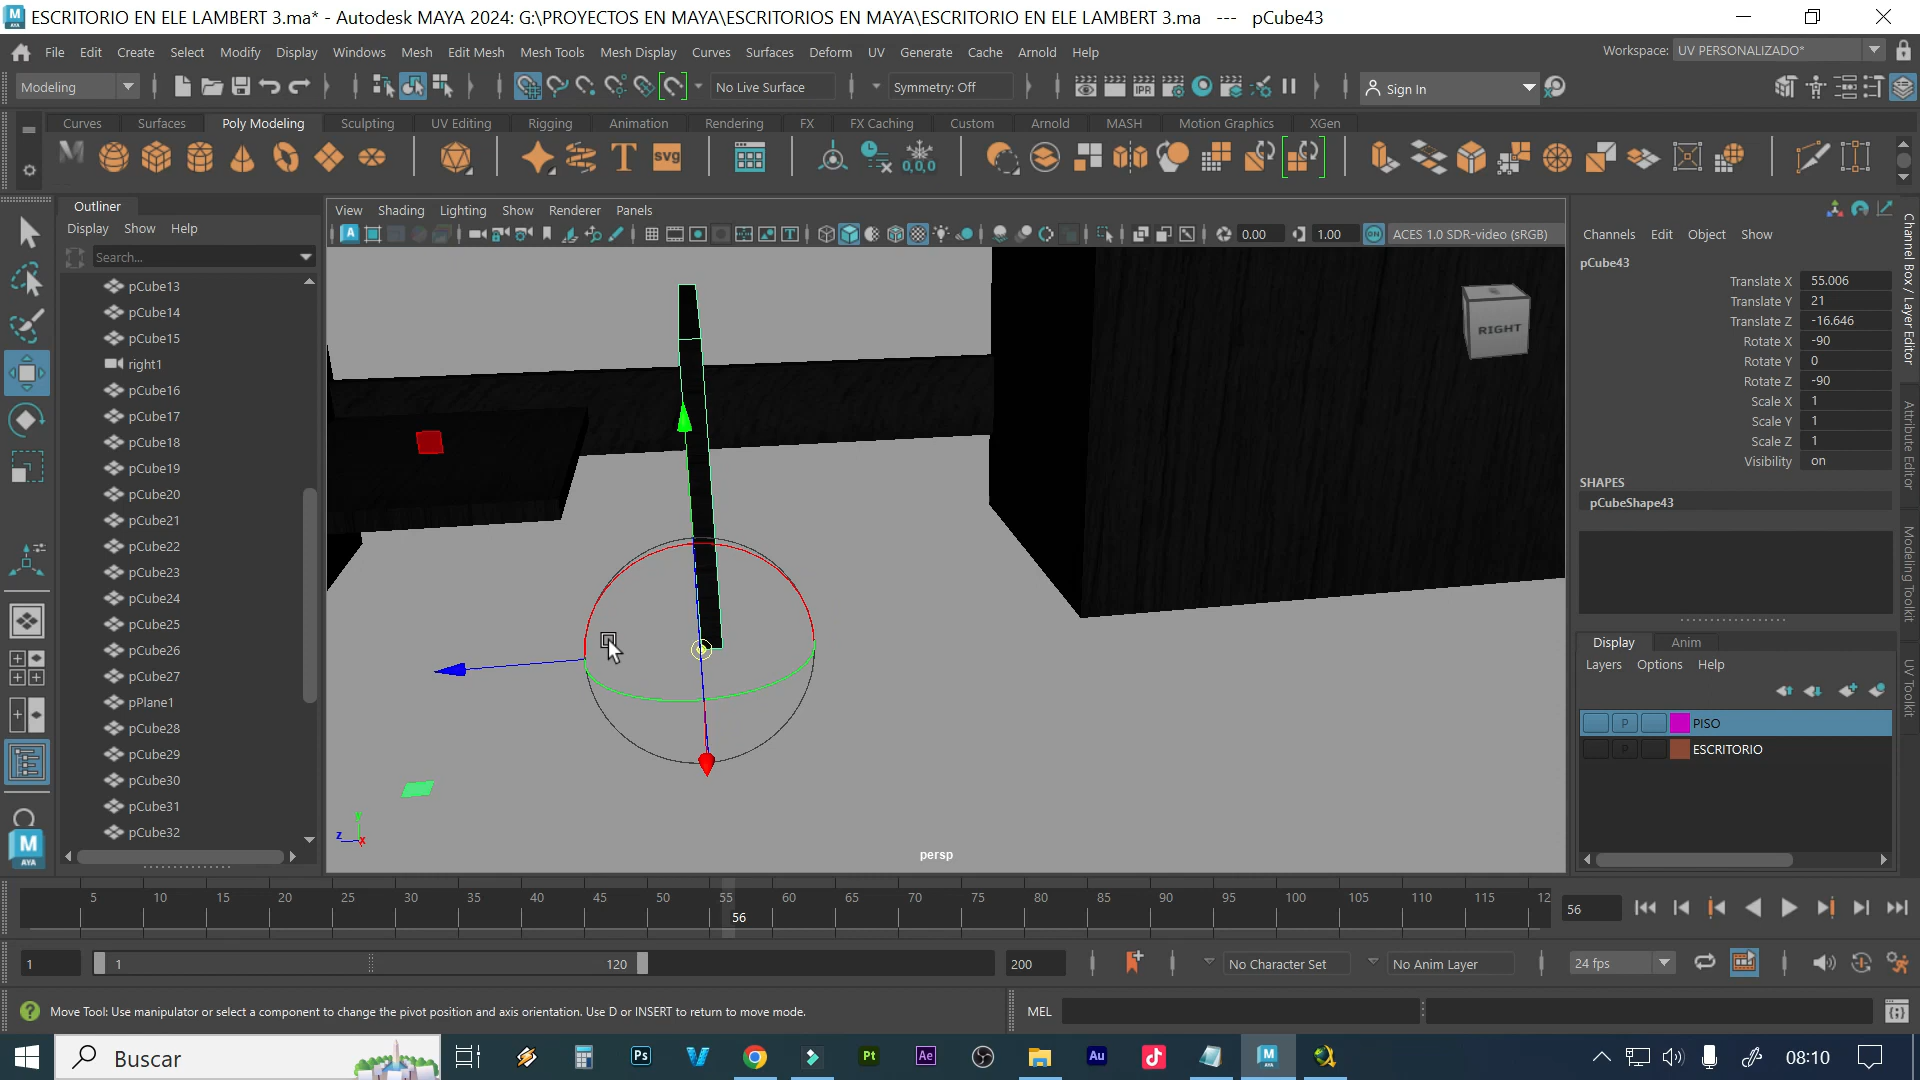 ESCRITORIO EN ELE LAMBERT 3.ma* - Autodesk MAYA 2024: G:\PROYECTOS EN MAYA\ESCRITORIOS EN MAYA\ESCRITORIO EN ELE LAMBERT 3.ma --- pCube43
File Edit Create Select Modify Display Windows Mesh Edit Mesh Mesh Tools Mesh Display Curves Surfaces Deform UV Generate Cache Arnold Help
Workspace: UV PERSONALIZADO*
Modeling No Live Surface Symmetry: Off Sign In
Curves Surfaces Poly Modeling Sculpting UV Editing Rigging Animation Rendering FX FX Caching Custom Arnold MASH Motion Graphics XGen
Outliner
Display Show Help
Search...
pCube13
pCube14
pCube15
right1
pCube16
pCube17
pCube18
pCube19
pCube20
pCube21
pCube22
pCube23
pCube24
pCube25
pCube26
pCube27
pPlane1
pCube28
pCube29
pCube30
pCube31
pCube32
View Shading Lighting Show Renderer Panels
0.00 1.00 ACES 1.0 SDR-video (sRGB)
RIGHT
persp
Channels Edit Object Show
pCube43
Translate X 55.006
Translate Y 21
Translate Z -16.646
Rotate X -90
Rotate Y 0
Rotate Z -90
Scale X 1
Scale Y 1
Scale Z 1
Visibility on
SHAPES
pCubeShape43
Display Anim
Layers Options Help
P PISO
P ESCRITORIO
Channel Box / Layer Editor
Attribute Editor
Modeling Toolkit
UV Toolkit
5 10 15 20 25 30 35 40 45 50 55 60 65 70 75 80 85 90 95 100 105 110 115 12
56
56
1 1 120 200 No Character Set No Anim Layer 24 fps
Move Tool: Use manipulator or select a component to change the pivot position and axis orientation. Use D or INSERT to return to move mode.
MEL
Buscar
08:10